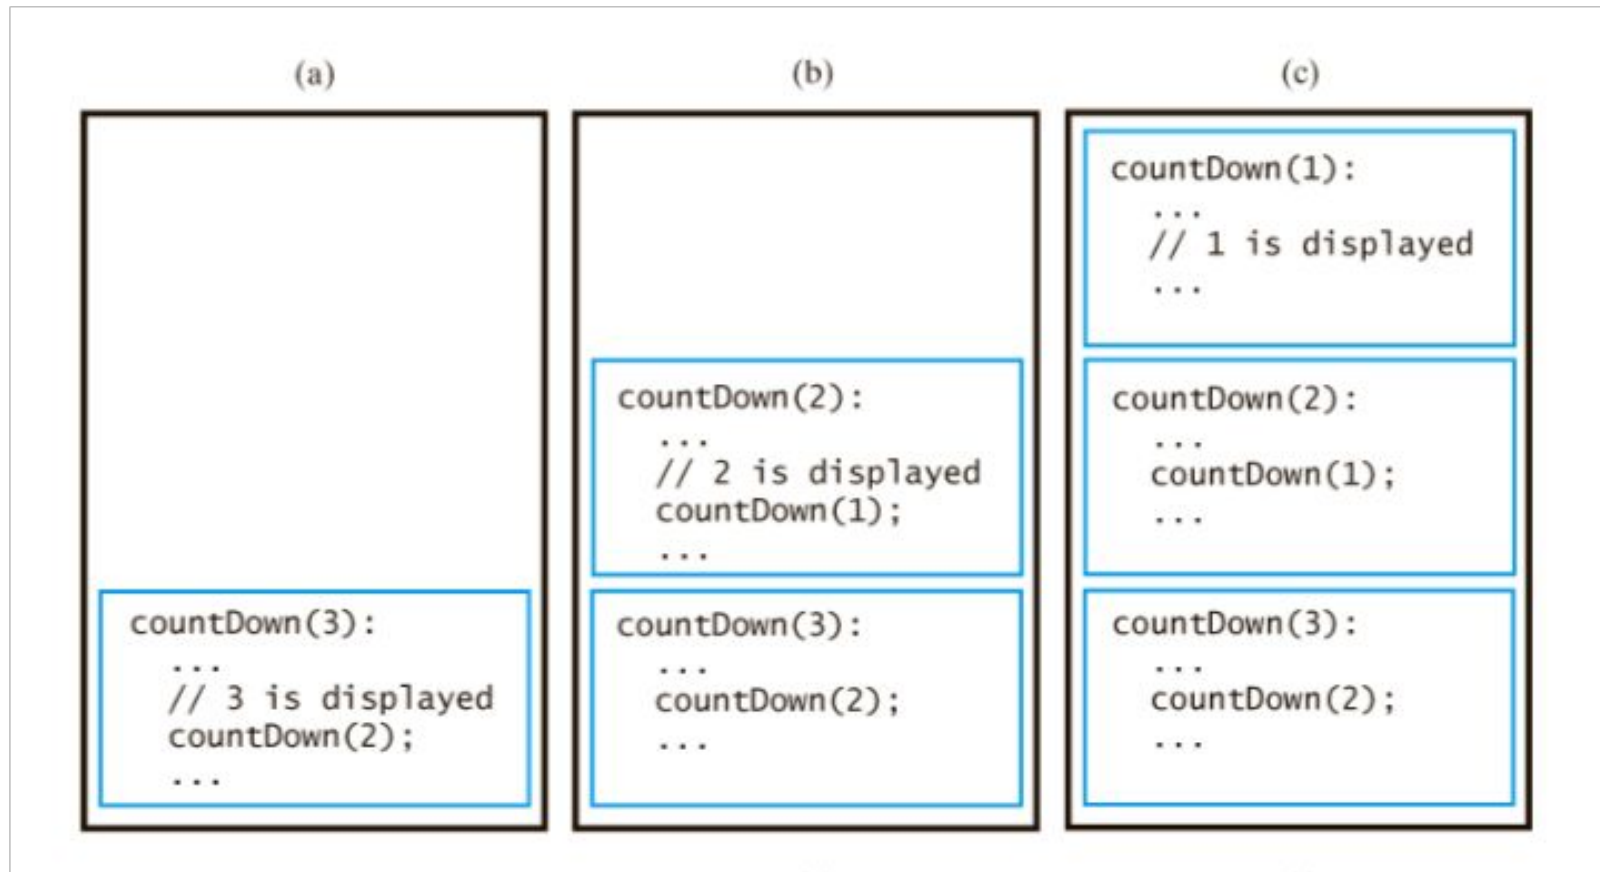 (a)
countDown(3):
...
// 3 is displayed
countDown(2);
...
(b)
countDown(2):
...
// 2 is displayed
countDown(1);
...
countDown(3):
...
countDown(2);
...
(c)
countDown(1):
...
// 1 is displayed
...
countDown(2):
...
countDown(1);
...
countDown(3):
...
countDown(2);
...